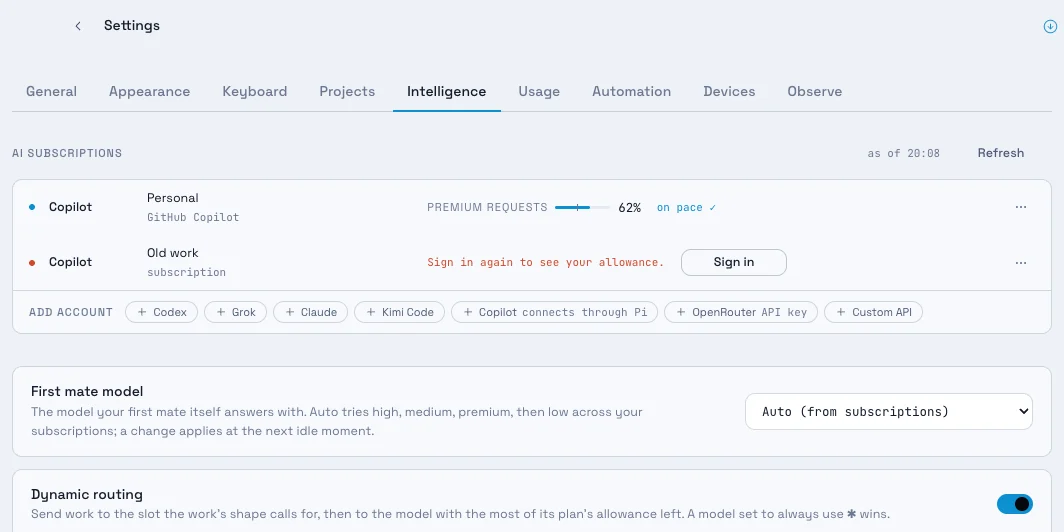 Settings
General Appearance Keyboard Projects Intelligence Usage Automation Devices Observe
AI SUBSCRIPTIONS as of 20:08 Refresh
Copilot Personal PREMIUM REQUESTS 62% on pace ✓ ...
GitHub Copilot
Copilot Old work Sign in again to see your allowance. Sign in ...
subscription
ADD ACCOUNT + Codex + Grok + Claude + Kimi Code + Copilot connects through Pi + OpenRouter API key + Custom API
First mate model
The model your first mate itself answers with. Auto tries high, medium, premium, then low across your
subscriptions; a change applies at the next idle moment.
Auto (from subscriptions)
Dynamic routing
Send work to the slot the work's shape calls for, then to the model with the most of its plan's allowance left. A model set to always use ✱ wins.